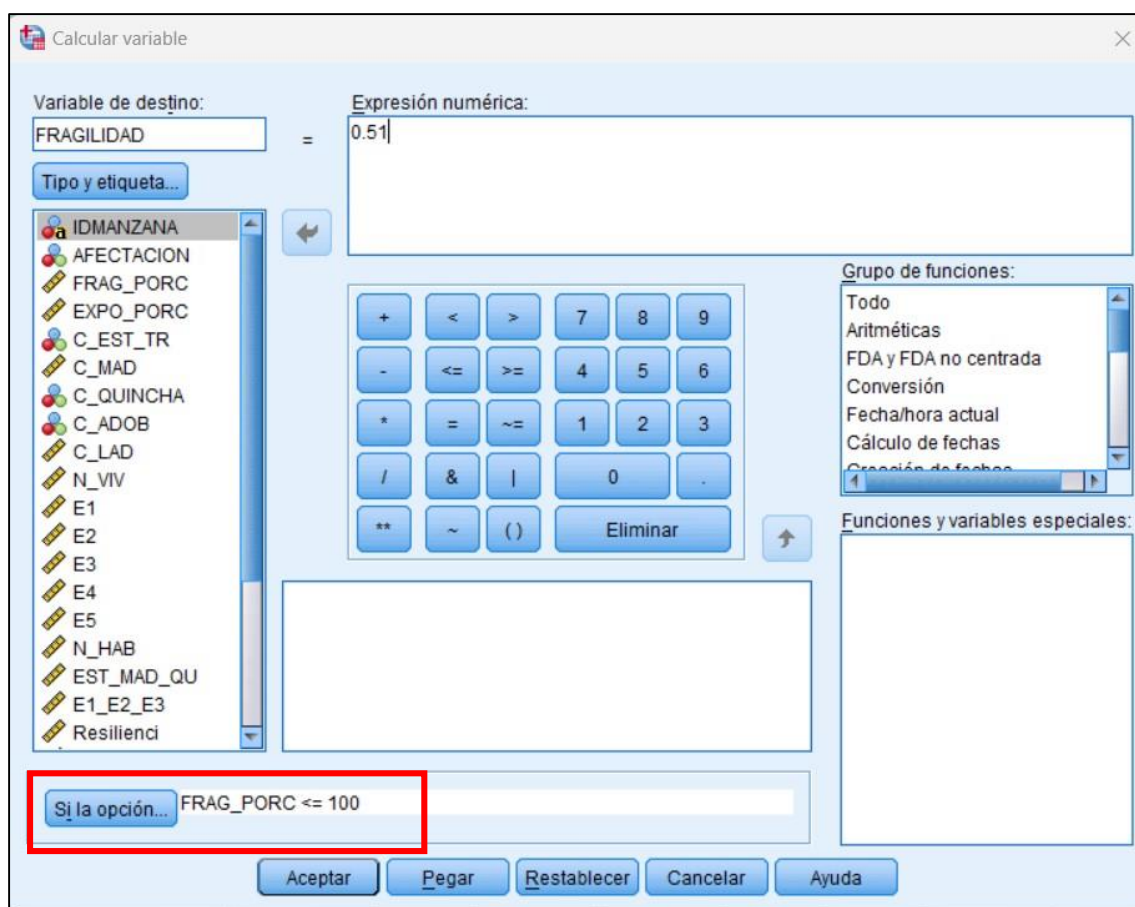 Calcular variable
Variable de destino:
FRAGILIDAD
=
Expresión numérica:
0.51
Tipo y etiqueta...
IDMANZANA
AFECTACION
FRAG_PORC
EXPO_PORC
C_EST_TR
C_MAD
C_QUINCHA
C_ADOB
C_LAD
N_VIV
E1
E2
E3
E4
E5
N_HAB
EST_MAD_QU
E1_E2_E3
Resilienci
+ < > 7 8 9
- <= >= 4 5 6
* = ~= 1 2 3
/ & | 0 .
** ~ ( ) Eliminar
Grupo de funciones:
Todo
Aritméticas
FDA y FDA no centrada
Conversión
Fecha/hora actual
Cálculo de fechas
Creación de fechas
Funciones y variables especiales:
Si la opción... FRAG_PORC <= 100
Aceptar Pegar Restablecer Cancelar Ayuda